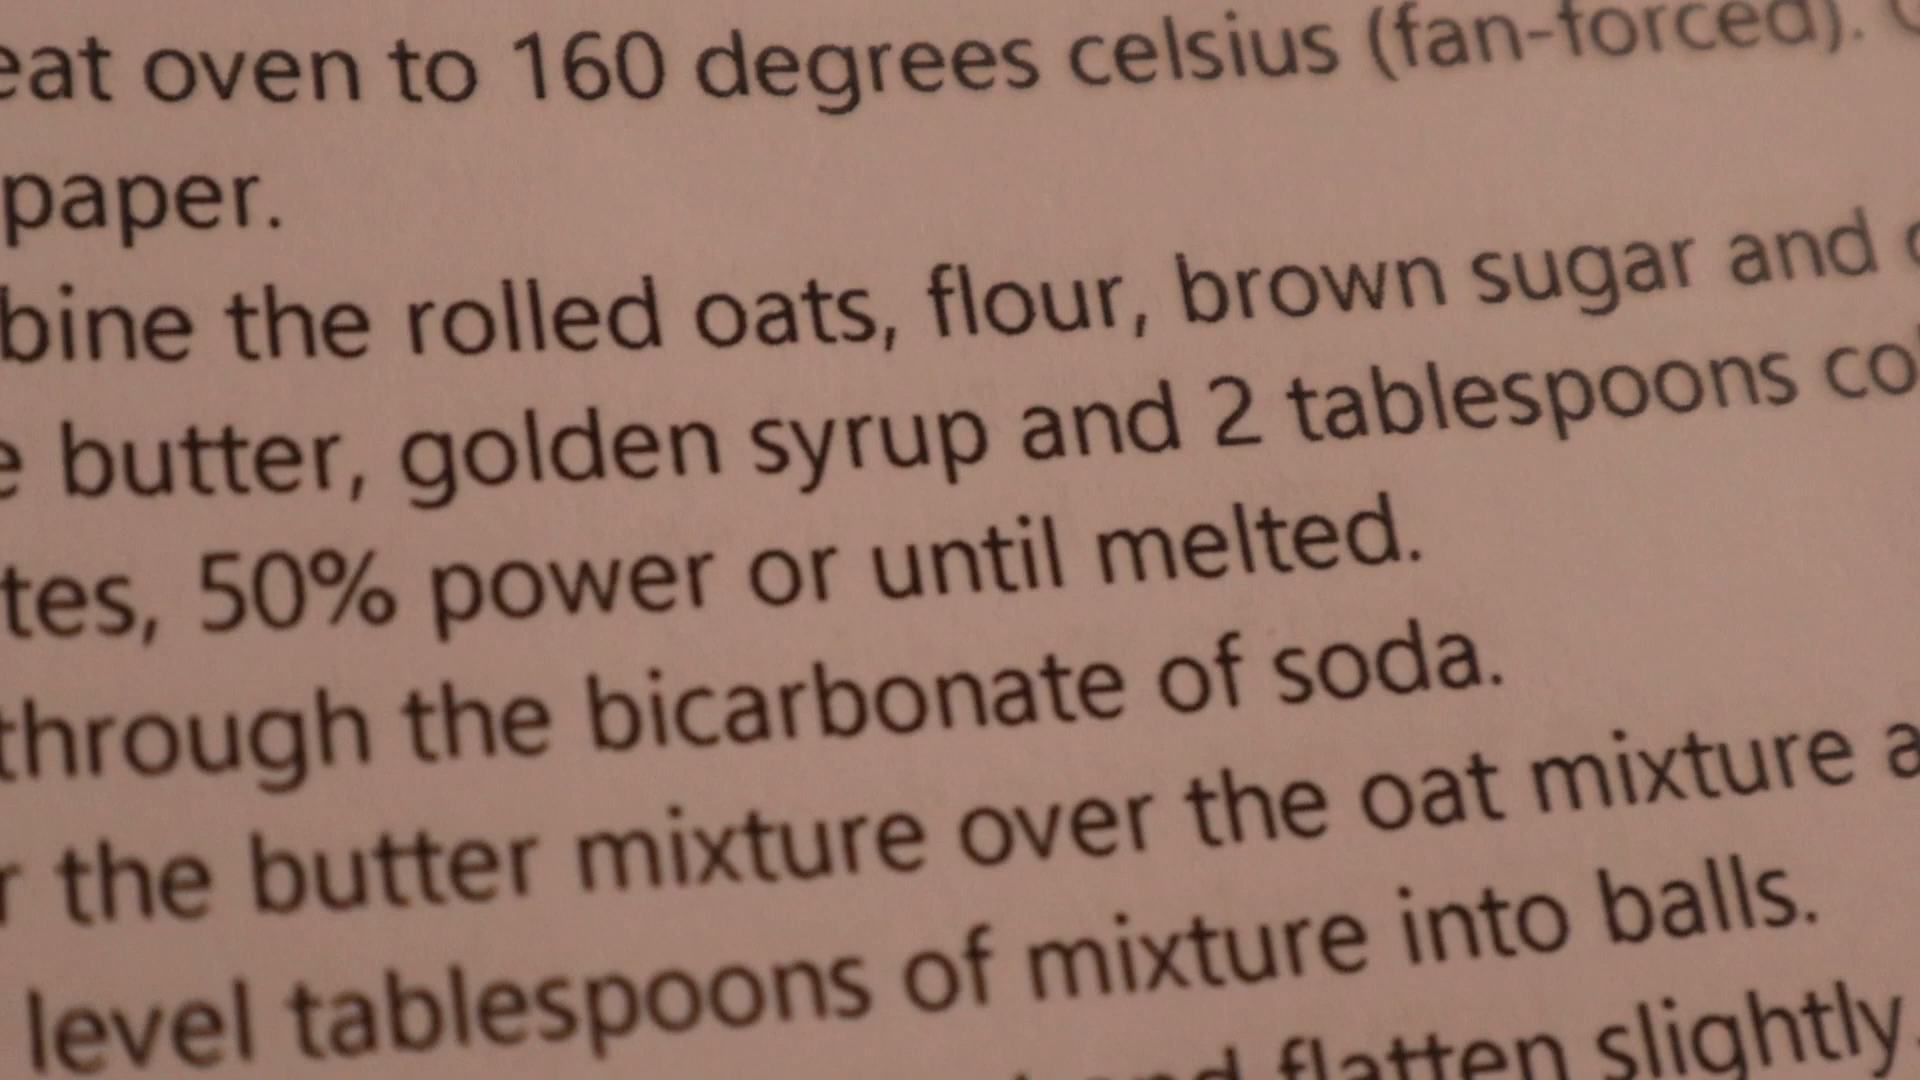 eat oven to 160 degrees celsius (fan-forced).
paper.
bine the rolled oats, flour, brown sugar and
e butter, golden syrup and 2 tablespoons co
tes, 50% power or until melted.
through the bicarbonate of soda.
r the butter mixture over the oat mixture a
level tablespoons of mixture into balls.
and flatten slightly.